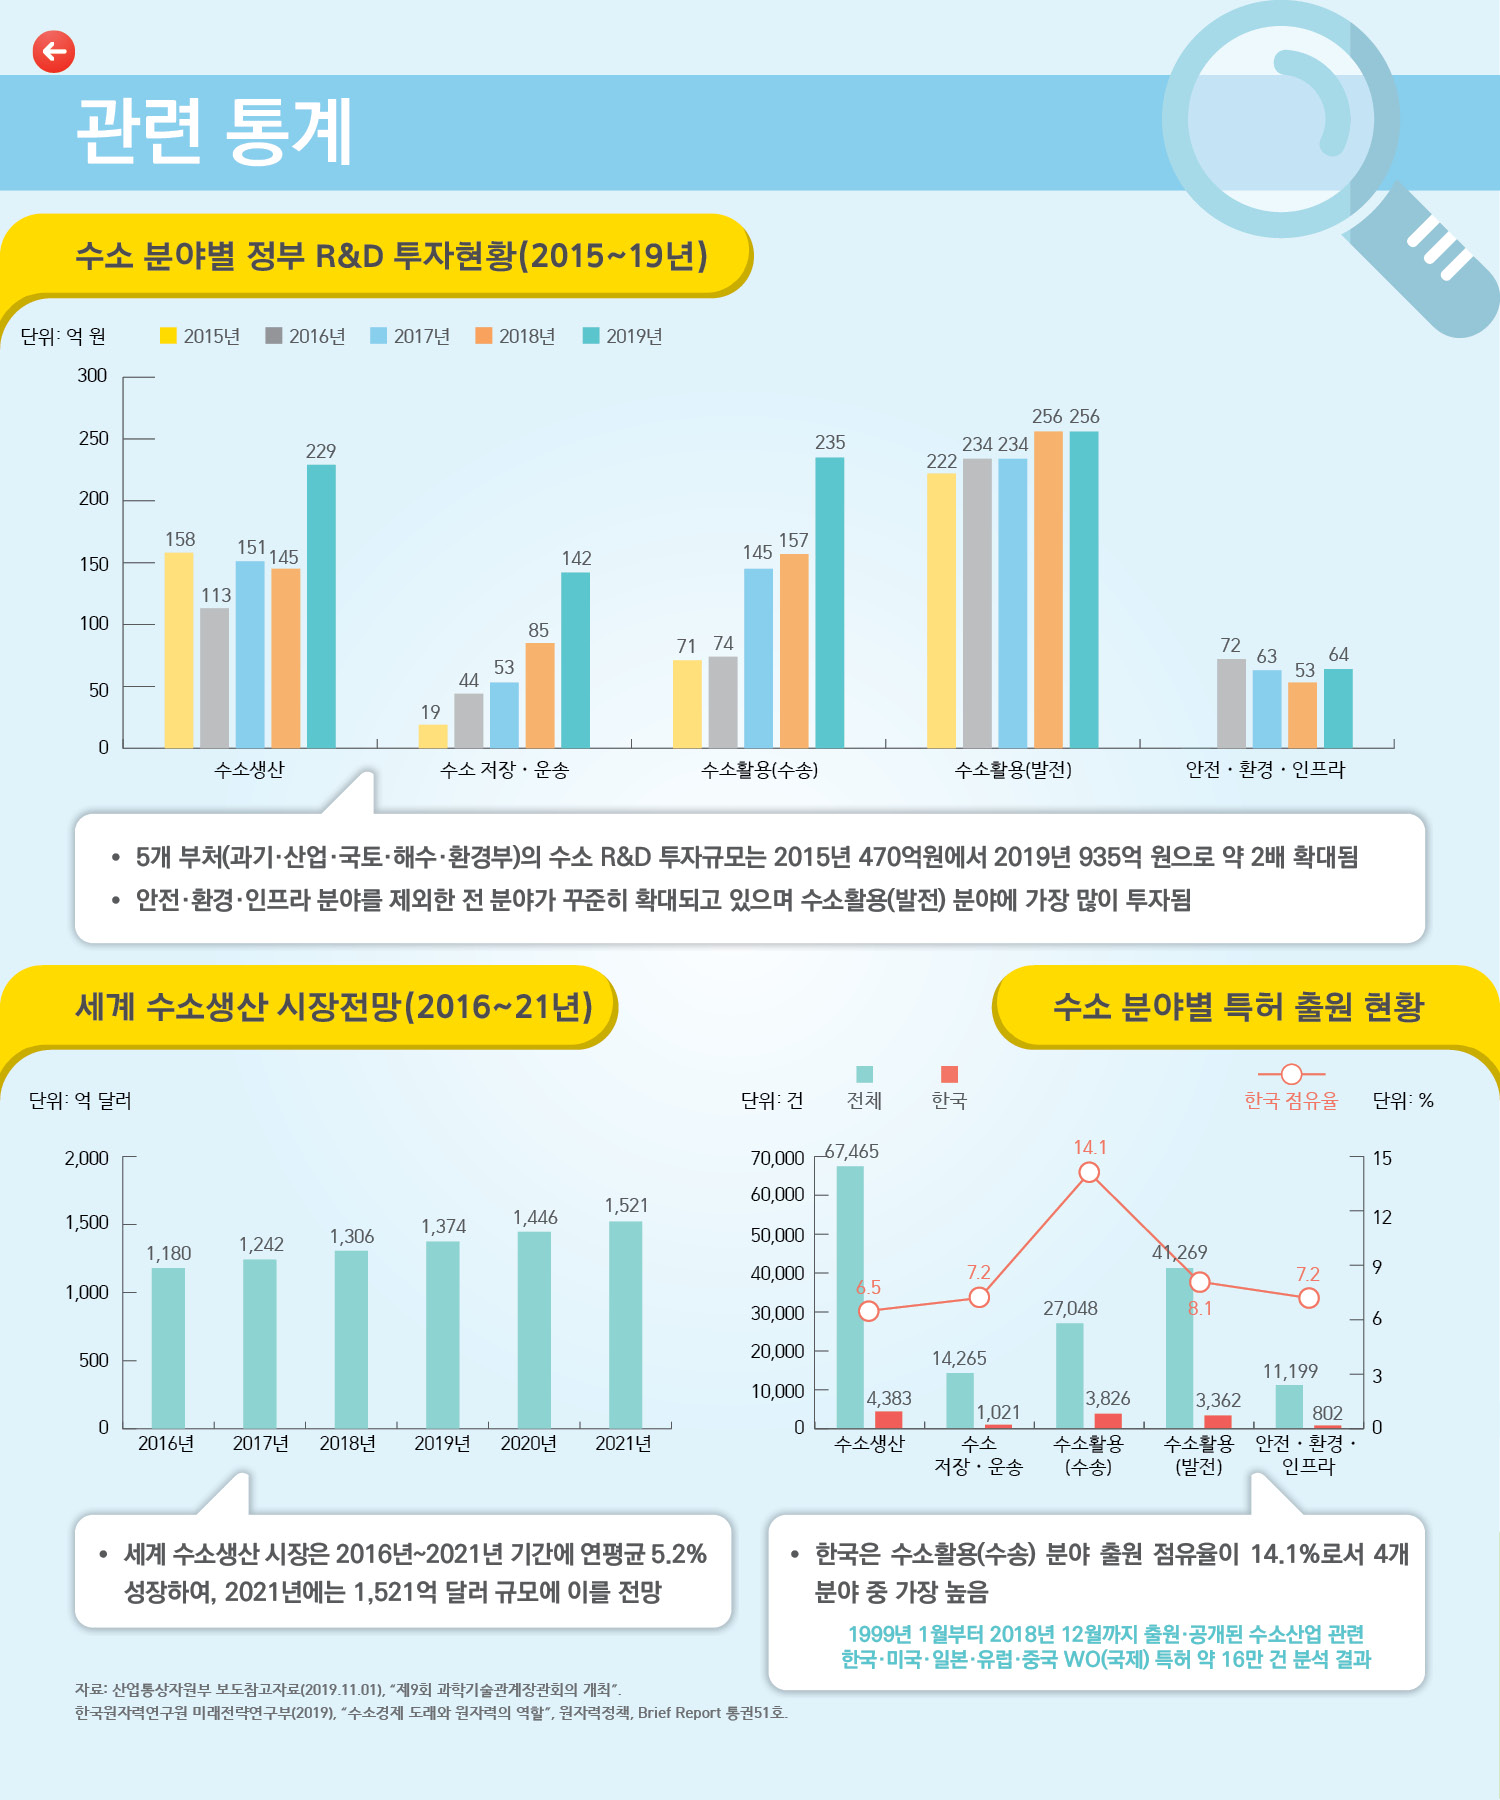 관련 통계
수소 분야별 정부 R&D 투자현황(2015~19년)
단위: 억 원
2015년 2016년 2017년 2018년 2019년
300
250
200
150
100
50
0
158 113 151 145 229
19 44 53 85 142
71 74 145 157 235
222 234 234 256 256
72 63 53 64
수소생산 수소 저장・운송 수소활용(수송) 수소활용(발전) 안전・환경・인프라
• 5개 부처(과기·산업·국토·해수·환경부)의 수소 R&D 투자규모는 2015년 470억원에서 2019년 935억 원으로 약 2배 확대됨
• 안전·환경·인프라 분야를 제외한 전 분야가 꾸준히 확대되고 있으며 수소활용(발전) 분야에 가장 많이 투자됨
세계 수소생산 시장전망(2016~21년)
단위: 억 달러
2,000
1,500
1,000
500
0
1,180 1,242 1,306 1,374 1,446 1,521
2016년 2017년 2018년 2019년 2020년 2021년
• 세계 수소생산 시장은 2016년~2021년 기간에 연평균 5.2%
성장하여, 2021년에는 1,521억 달러 규모에 이를 전망
수소 분야별 특허 출원 현황
단위: 건 전체 한국 한국 점유율 단위: %
70,000
60,000
50,000
40,000
30,000
20,000
10,000
0
15
12
9
6
3
0
67,465 14,265 27,048 41,269 11,199
4,383 1,021 3,826 3,362 802
6.5 7.2 14.1 8.1 7.2
수소생산 수소 수소활용 수소활용 안전・환경・
저장・운송 (수송) (발전) 인프라
• 한국은 수소활용(수송) 분야 출원 점유율이 14.1%로서 4개
분야 중 가장 높음
1999년 1월부터 2018년 12월까지 출원·공개된 수소산업 관련
한국·미국·일본·유럽·중국 WO(국제) 특허 약 16만 건 분석 결과
자료: 산업통상자원부 보도참고자료(2019.11.01), “제9회 과학기술관계장관회의 개최”.
한국원자력연구원 미래전략연구부(2019), “수소경제 도래와 원자력의 역할”, 원자력정책, Brief Report 통권51호.